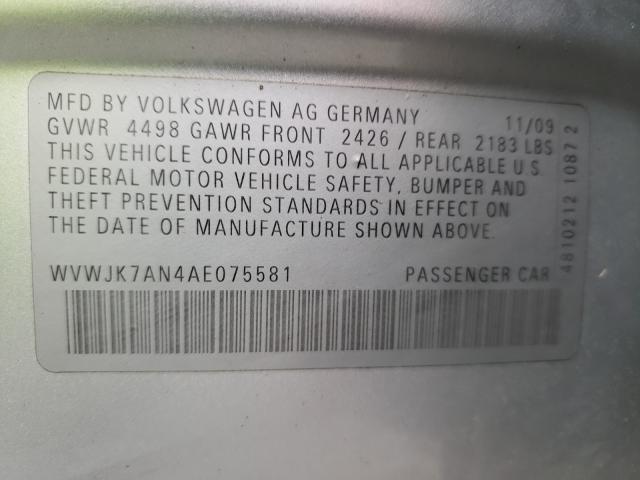 MFD BY VOLKSWAGEN AG GERMANY 11/09
GVWR 4498 GAWR FRONT 2426 / REAR 2183 LBS
THIS VEHICLE CONFORMS TO ALL APPLICABLE U.S
FEDERAL MOTOR VEHICLE SAFETY, BUMPER AND
THEFT PREVENTION STANDARDS IN EFFECT ON
THE DATE OF MANUFACTURE SHOWN ABOVE.
WVWJK7AN4AE075581 PASSENGER CAR
4810212 10872